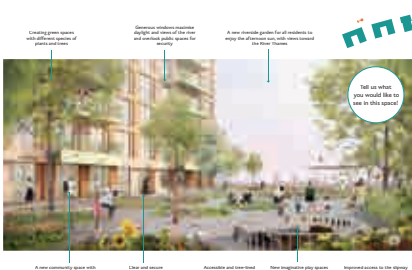 Creating green spaces
with different species of
plants and trees
Generous windows maximise
daylight and views of the river
and overlook public spaces for
security
A new riverside garden for all residents to
enjoy the afternoon sun, with views toward
the River Thames
Tell us what
you would like to
see in this space!
A new community space with
Clear and secure
Accessible and tree-lined
New imaginative play spaces
Improved access to the slipway